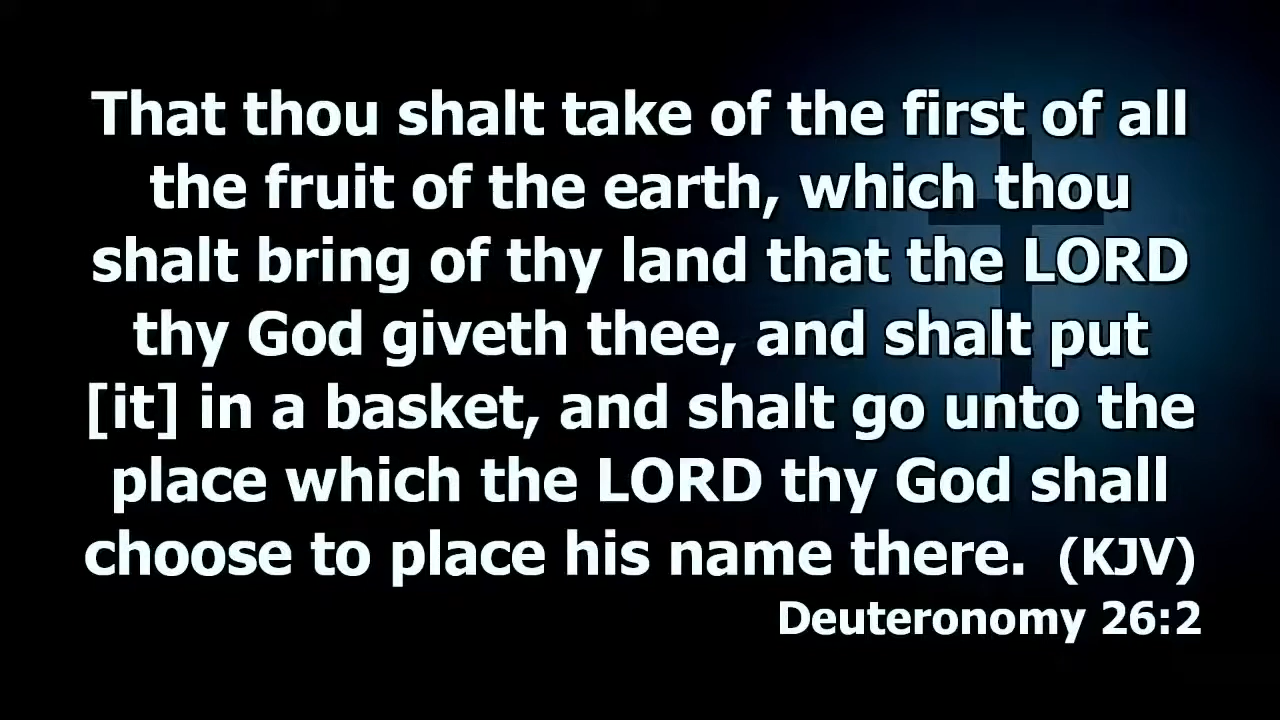 That thou shalt take of the first of all
the fruit of the earth, which thou
shalt bring of thy land that the LORD
thy God giveth thee, and shalt put
[it] in a basket, and shalt go unto the
place which the LORD thy God shall
choose to place his name there. (KJV)
Deuteronomy 26:2